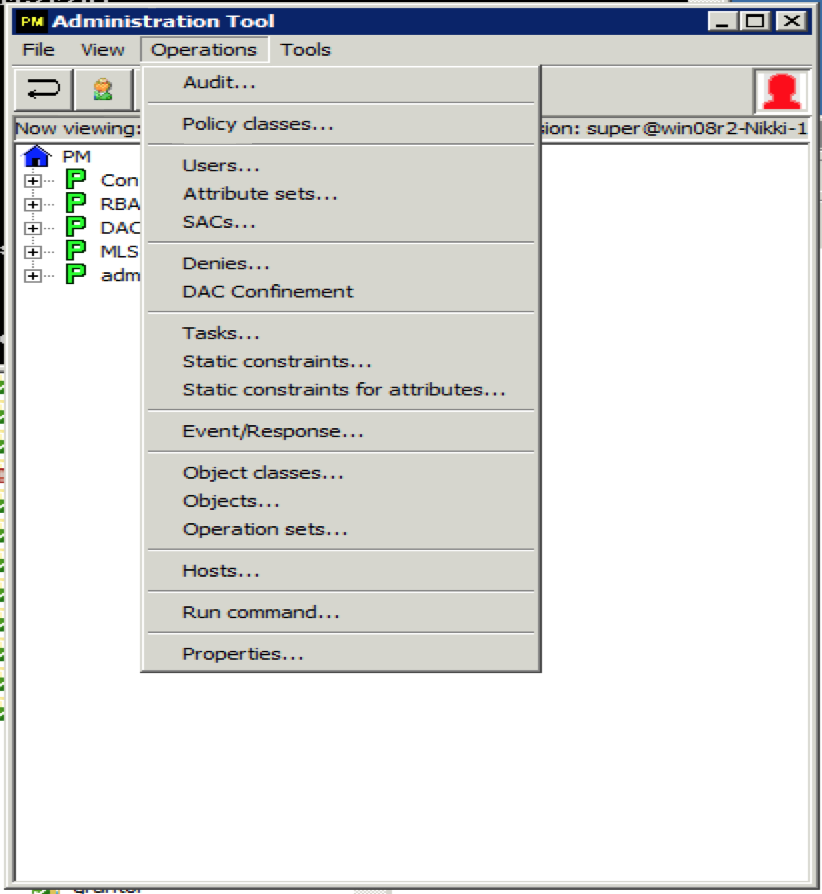 PM Administration Tool
File View Operations Tools
Now viewing: ion: super@win08r2-Nikki-1
PM
P Con
P RBA
P DAC
P MLS
P adm
Audit...
Policy classes...
Users...
Attribute sets...
SACs...
Denies...
DAC Confinement
Tasks...
Static constraints...
Static constraints for attributes...
Event/Response...
Object classes...
Objects...
Operation sets...
Hosts...
Run command...
Properties...